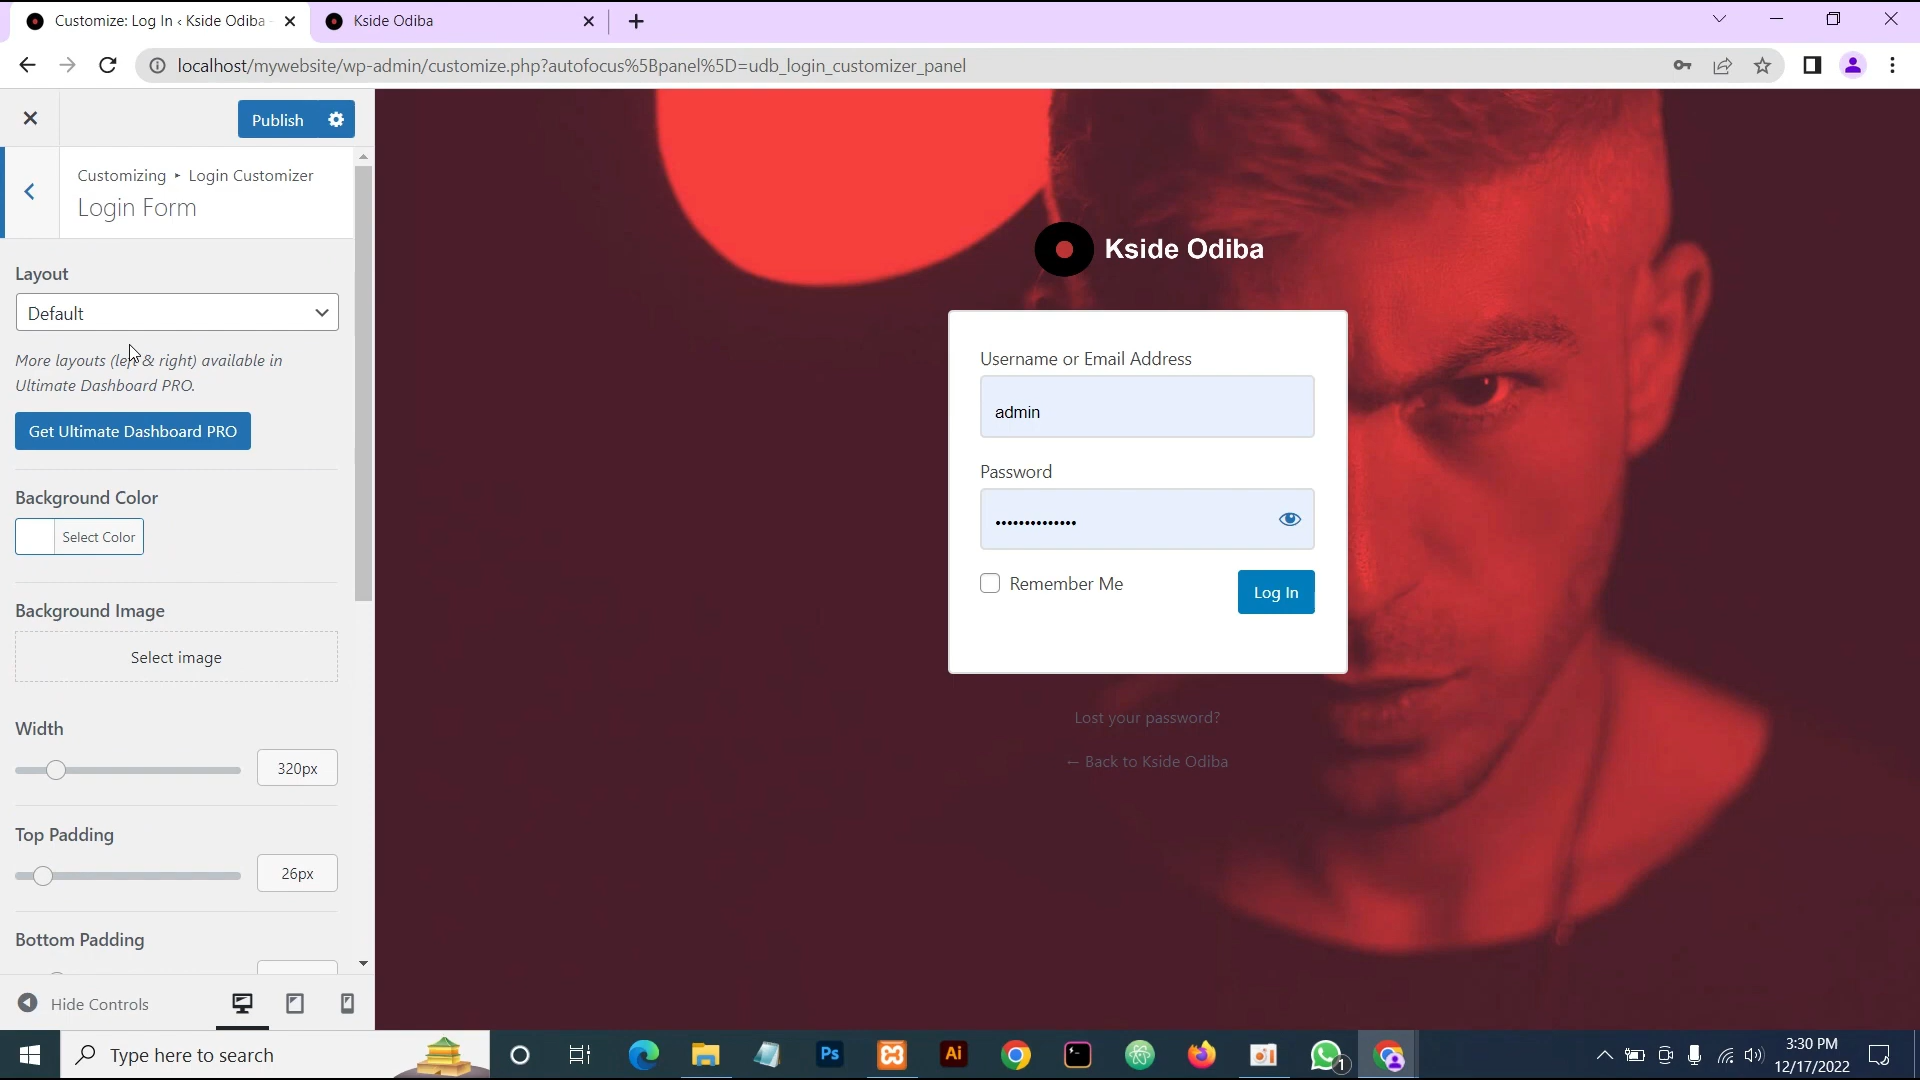 Customize: Log In ‹ Kside Odiba
Kside Odiba
localhost/mywebsite/wp-admin/customize.php?autofocus%5Bpanel%5D=udb_login_customizer_panel
Publish
Customizing ▸ Login Customizer
Login Form
Layout
Default
More layouts (left & right) available in
Ultimate Dashboard PRO.
Get Ultimate Dashboard PRO
Background Color
Select Color
Background Image
Select image
Width
320px
Top Padding
26px
Bottom Padding
Hide Controls
Kside Odiba
Username or Email Address
admin
Password
••••••••••••••
Remember Me
Log In
Lost your password?
← Back to Kside Odiba
Type here to search
Ps
Ai
1
3:30 PM
12/17/2022